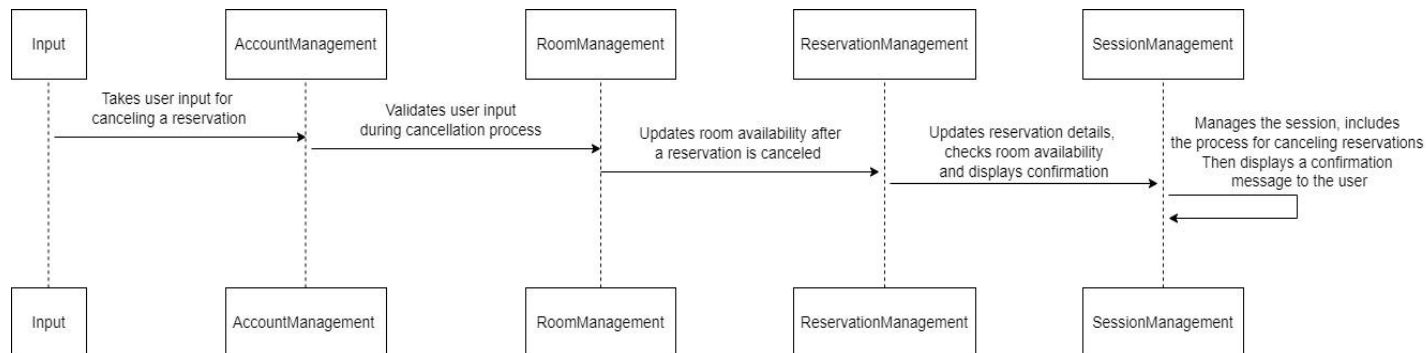 Input
AccountManagement
RoomManagement
ReservationManagement
SessionManagement
Takes user input for
canceling a reservation
Validates user input
during cancellation process
Updates room availability after
a reservation is canceled
Updates reservation details,
checks room availability
and displays confirmation
Manages the session, includes
the process for canceling reservations
Then displays a confirmation
message to the user
Input
AccountManagement
RoomManagement
ReservationManagement
SessionManagement